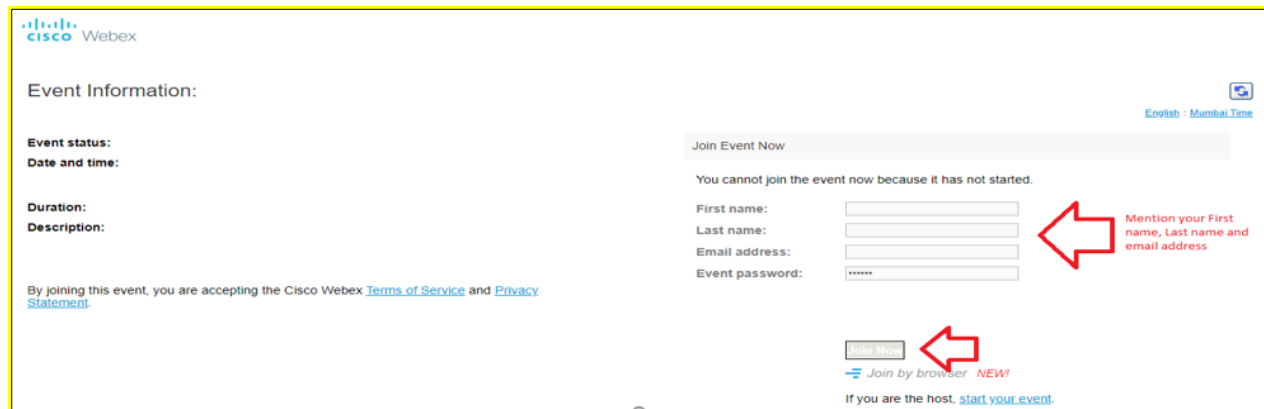 cisco Webex
Event Information:
English : Mumbai Time
Event status:
Date and time:
Duration:
Description:
By joining this event, you are accepting the Cisco Webex Terms of Service and Privacy
Statement.
Join Event Now
You cannot join the event now because it has not started.
First name:
Last name:
Email address:
Event password: ••••••
Mention your First
name, Last name and
email address
Join Now
Join by browser NEW!
If you are the host, start your event.